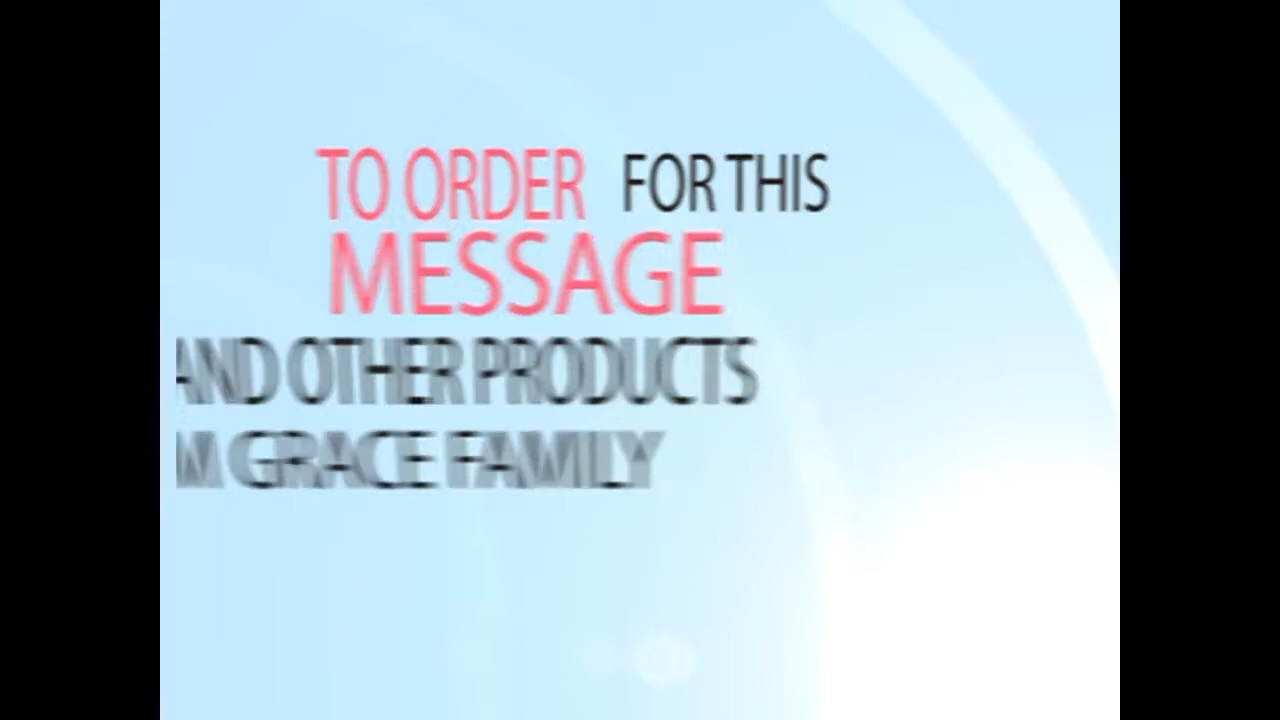 TO ORDER FOR THIS
MESSAGE
AND OTHER PRODUCTS
GRACE FAMILY